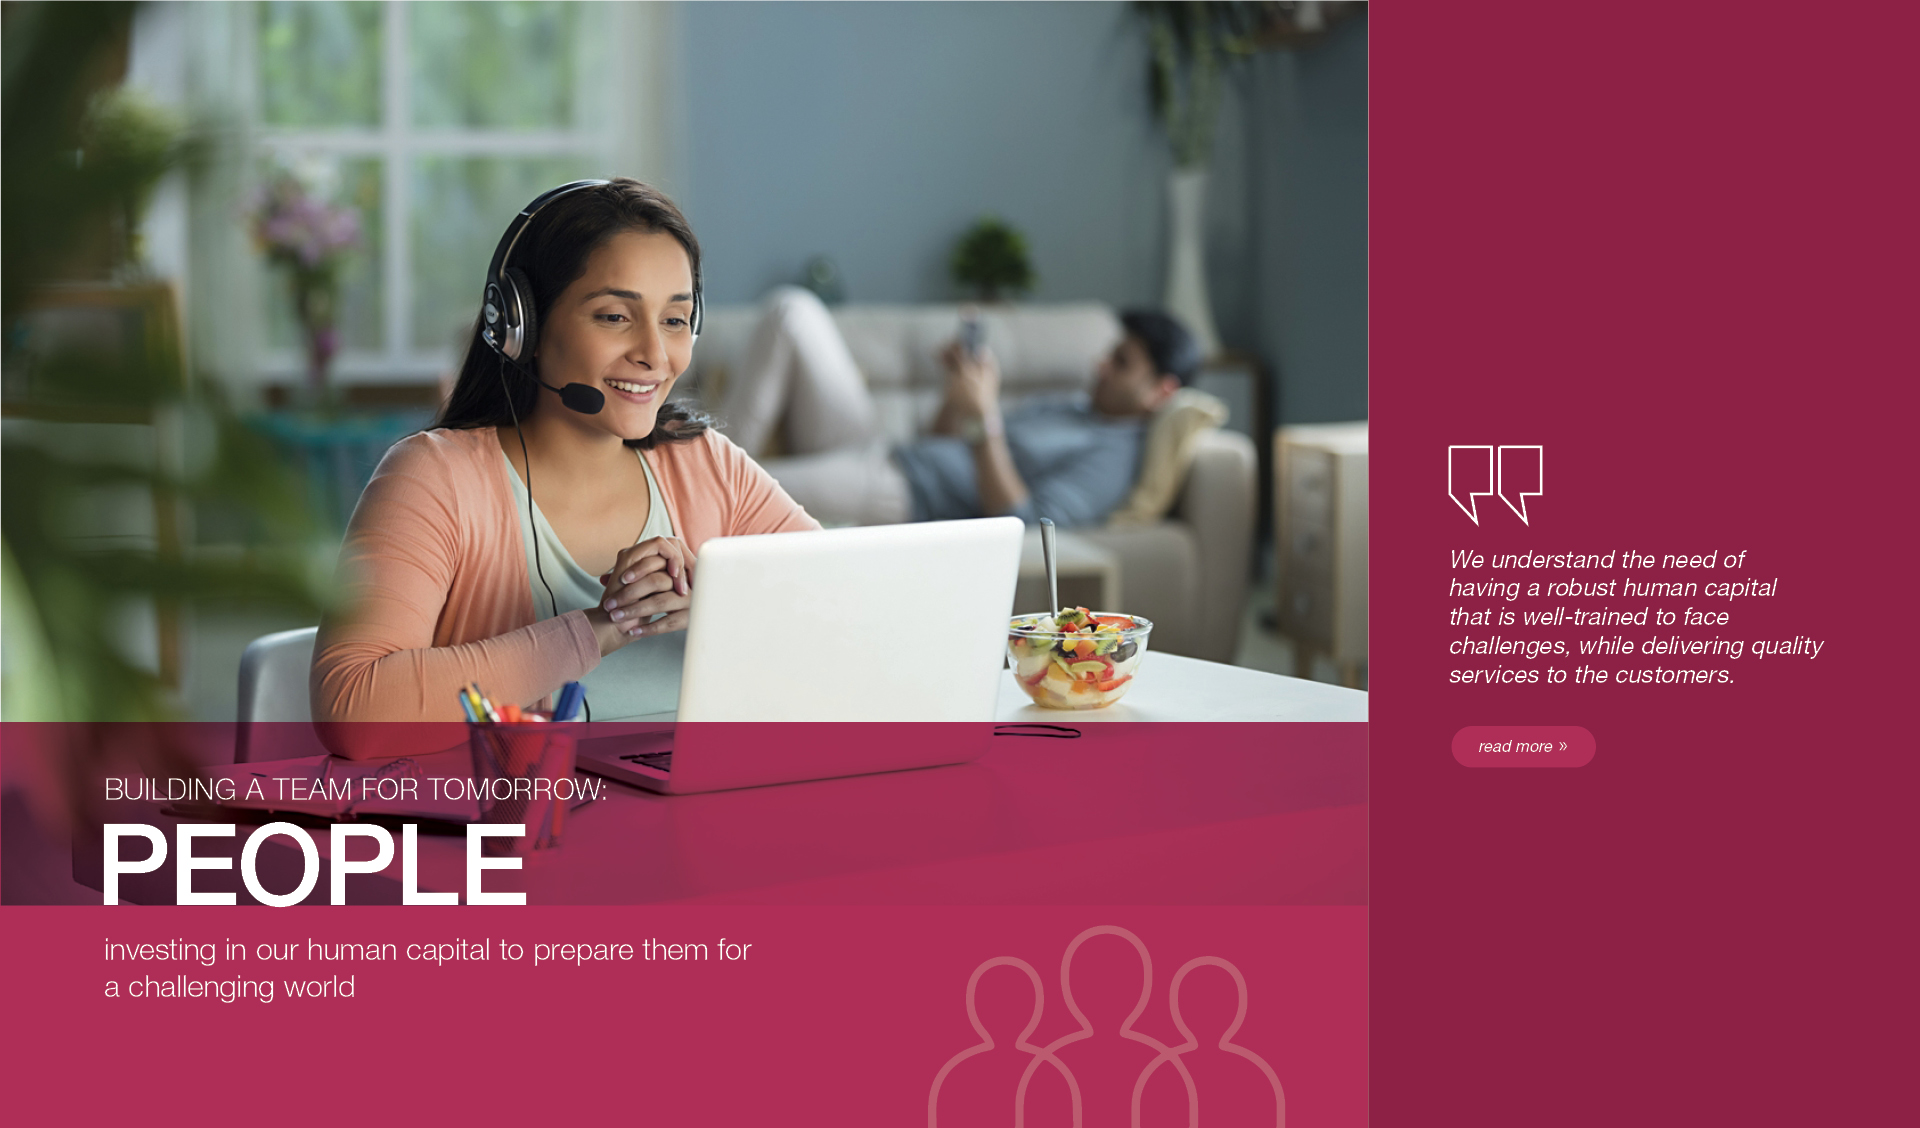 BUILDING A TEAM FOR TOMORROW:
PEOPLE
investing in our human capital to prepare them for
a challenging world
We understand the need of
having a robust human capital
that is well-trained to face
challenges, while delivering quality
services to the customers.
read more »